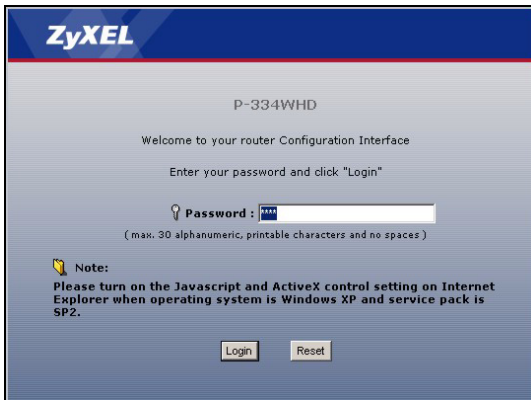 ZyXEL
P-334WHD
Welcome to your router Configuration Interface
Enter your password and click "Login"
Password : ****
( max. 30 alphanumeric, printable characters and no spaces )
Note:
Please turn on the Javascript and ActiveX control setting on Internet
Explorer when operating system is Windows XP and service pack is
SP2.
Login Reset